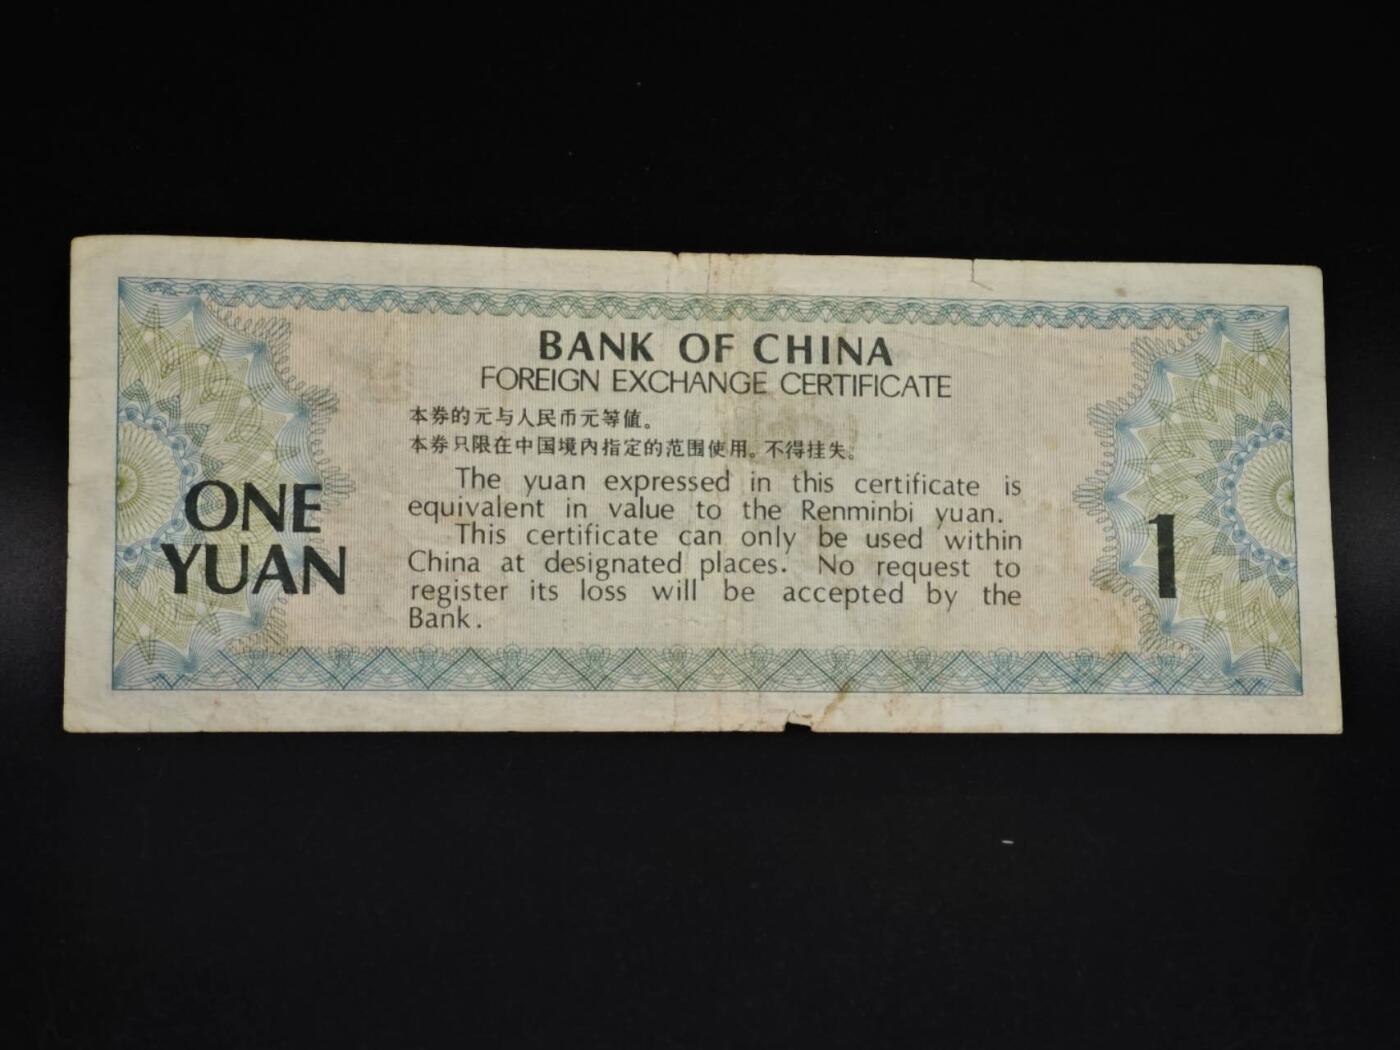 BANK OF CHINA
FOREIGN EXCHANGE CERTIFICATE
本券的元与人民币元等值。
本券只限在中国境内指定的范围使用。不得挂失。
The yuan expressed in this certificate is
equivalent in value to the Renminbi yuan.
This certificate can only be used within
China at designated places. No request to
register its loss will be accepted by the
Bank.
ONE
YUAN
1